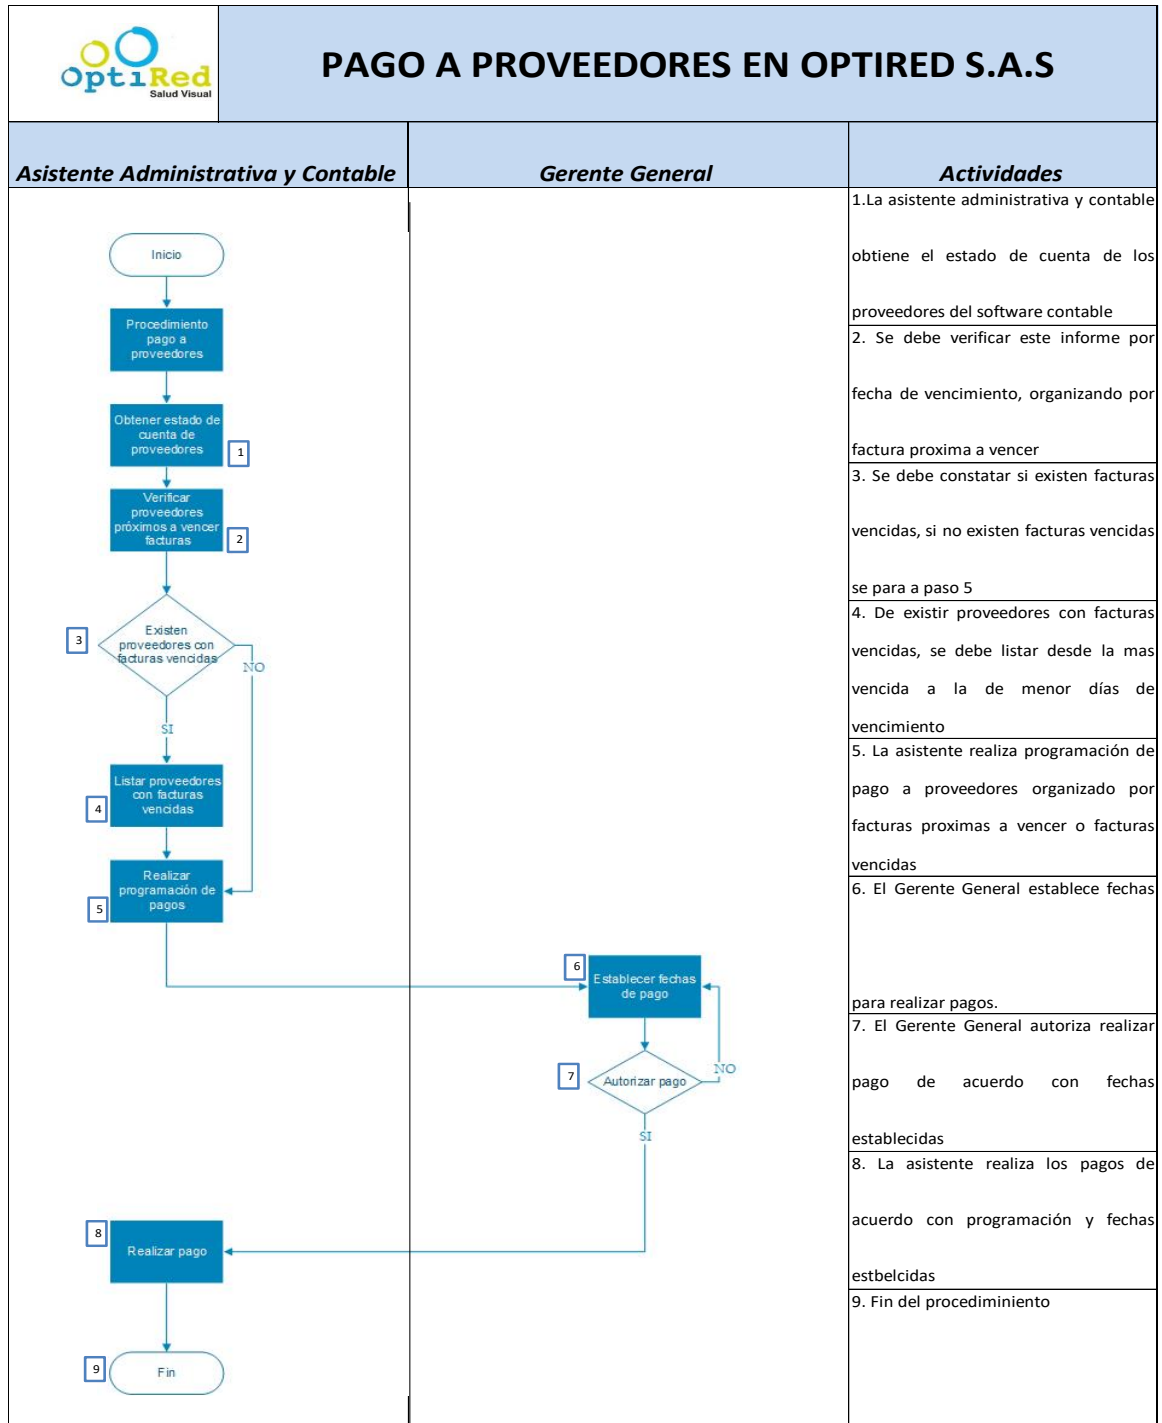 OptiRed
Salud Visual
PAGO A PROVEEDORES EN OPTIRED S.A.S
Asistente Administrativa y Contable
Gerente General
Actividades
Inicio
Procedimiento
pago a
proveedores
Obtener estado de
cuenta de
proveedores
1
Verificar
proveedores
próximos a vencer
facturas
2
3
Existen
proveedores con
facturas vencidas
NO
SI
Listar proveedores
con facturas
vencidas
4
Realizar
programación de
pagos
5
6
Establecer fechas
de pago
7
Autorizar pago
NO
SI
8
Realizar pago
9
Fin
1.La asistente administrativa y contable
obtiene el estado de cuenta de los
proveedores del software contable
2. Se debe verificar este informe por
fecha de vencimiento, organizando por
factura proxima a vencer
3. Se debe constatar si existen facturas
vencidas, si no existen facturas vencidas
se para a paso 5
4. De existir proveedores con facturas
vencidas, se debe listar desde la mas
vencida a la de menor días de
vencimiento
5. La asistente realiza programación de
pago a proveedores organizado por
facturas proximas a vencer o facturas
vencidas
6. El Gerente General establece fechas
para realizar pagos.
7. El Gerente General autoriza realizar
pago de acuerdo con fechas
establecidas
8. La asistente realiza los pagos de
acuerdo con programación y fechas
estbelcidas
9. Fin del procediminiento